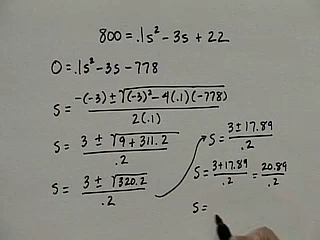 800 = .1s² - 3s + 22
0 = .1s² - 3s - 778
s = -(-3) ± √(-3)² - 4(.1)(-778) / 2(.1)
s = 3 ± √9 + 311.2 / .2
s = 3 ± √320.2 / .2
s = 3 ± 17.89 / .2
s = 3 + 17.89 / .2 = 20.89 / .2
s =